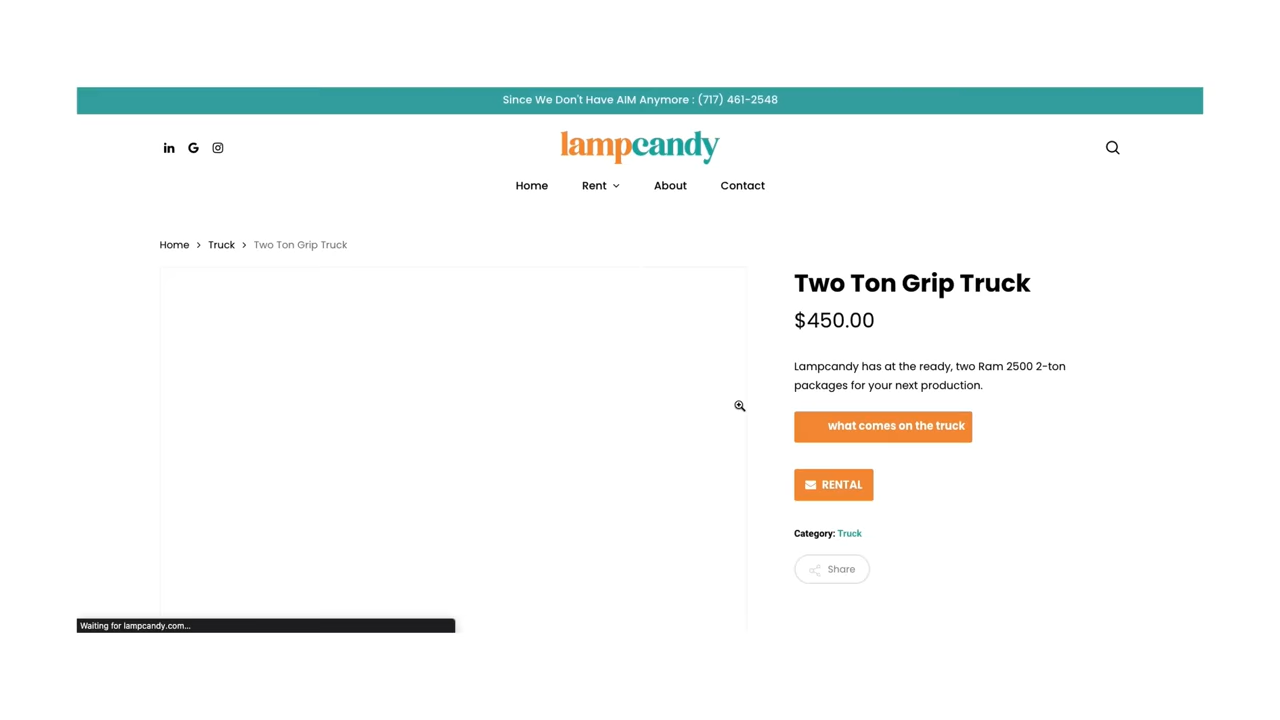 Since We Don't Have AIM Anymore : (717) 461-2548
lampcandy
Home Rent About Contact
Home > Truck > Two Ton Grip Truck
Two Ton Grip Truck
$450.00
Lampcandy has at the ready, two Ram 2500 2-ton
packages for your next production.
what comes on the truck
RENTAL
Category: Truck
Share
Waiting for lampcandy.com...